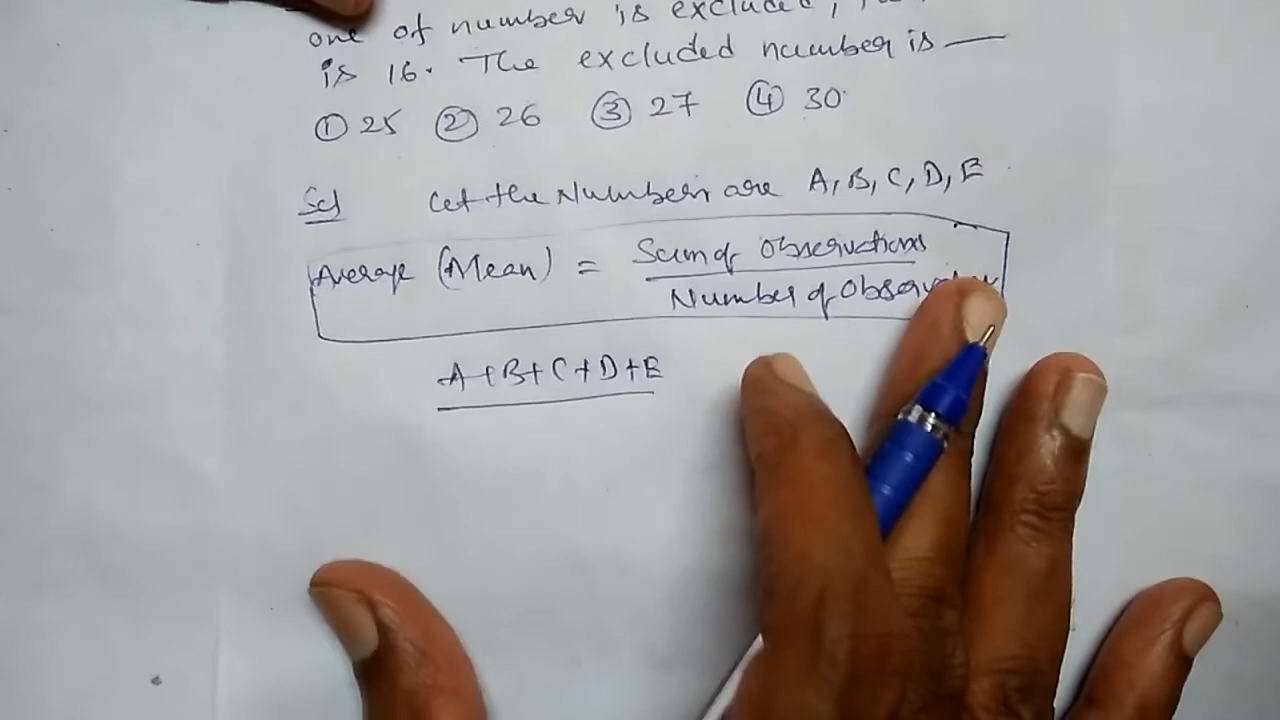 one of number is excluded,
is 16. The excluded number is —
① 25 ② 26 ③ 27 ④ 30
Sol Let the Numbers are A, B, C, D, E
Average (Mean) = Sum of Observations
Number of
A+B+C+D+E